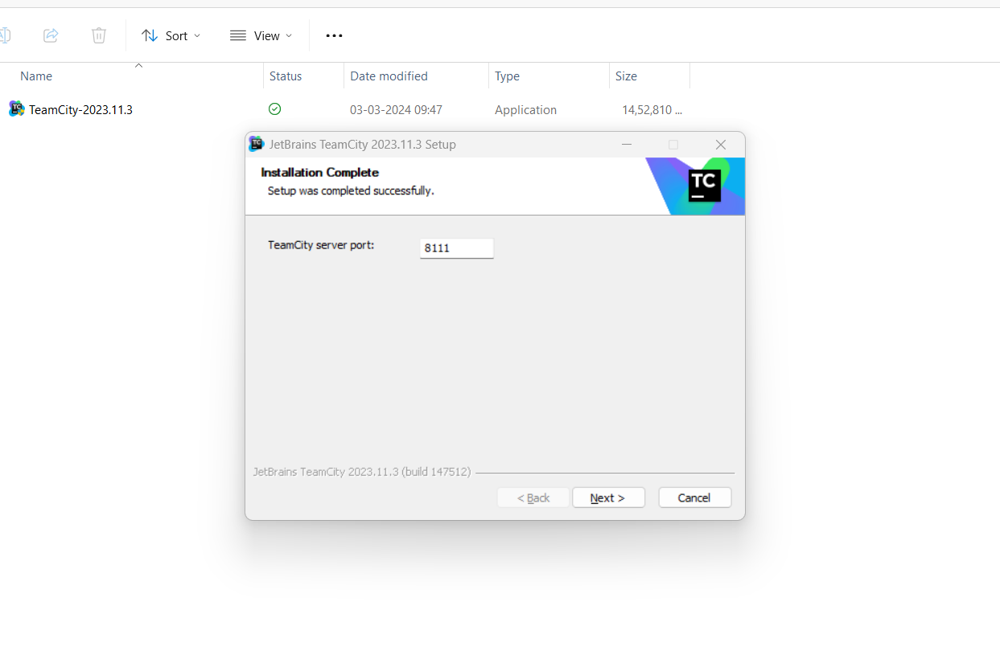 Sort View
Name Status Date modified Type Size
TeamCity-2023.11.3 03-03-2024 09:47 Application 14,52,810 ...
TC JetBrains TeamCity 2023.11.3 Setup
Installation Complete
Setup was completed successfully.
TC
TeamCity server port: 8111
JetBrains TeamCity 2023.11.3 (build 147512)
< Back Next > Cancel